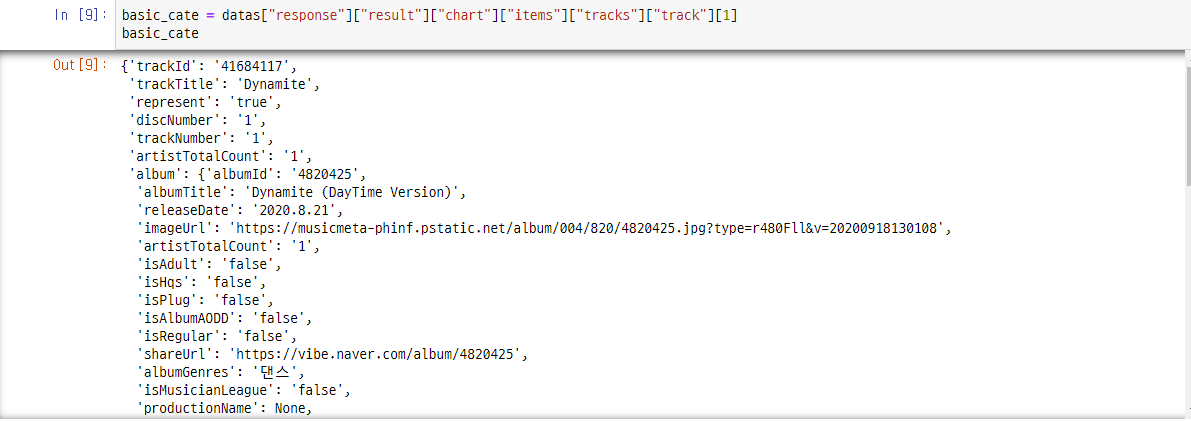 In [9]: basic_cate = datas["response"]["result"]["chart"]["items"]["tracks"]["track"][1]
basic_cate
Out[9]: {'trackId': '41684117',
'trackTitle': 'Dynamite',
'represent': 'true',
'discNumber': '1',
'trackNumber': '1',
'artistTotalCount': '1',
'album': {'albumId': '4820425',
'albumTitle': 'Dynamite (DayTime Version)',
'releaseDate': '2020.8.21',
'imageUrl': 'https://musicmeta-phinf.pstatic.net/album/004/820/4820425.jpg?type=r480Fll&v=20200918130108',
'artistTotalCount': '1',
'isAdult': 'false',
'isHqs': 'false',
'isPlug': 'false',
'isAlbumAODD': 'false',
'isRegular': 'false',
'shareUrl': 'https://vibe.naver.com/album/4820425',
'albumGenres': '댄스',
'isMusicianLeague': 'false',
'productionName': None,